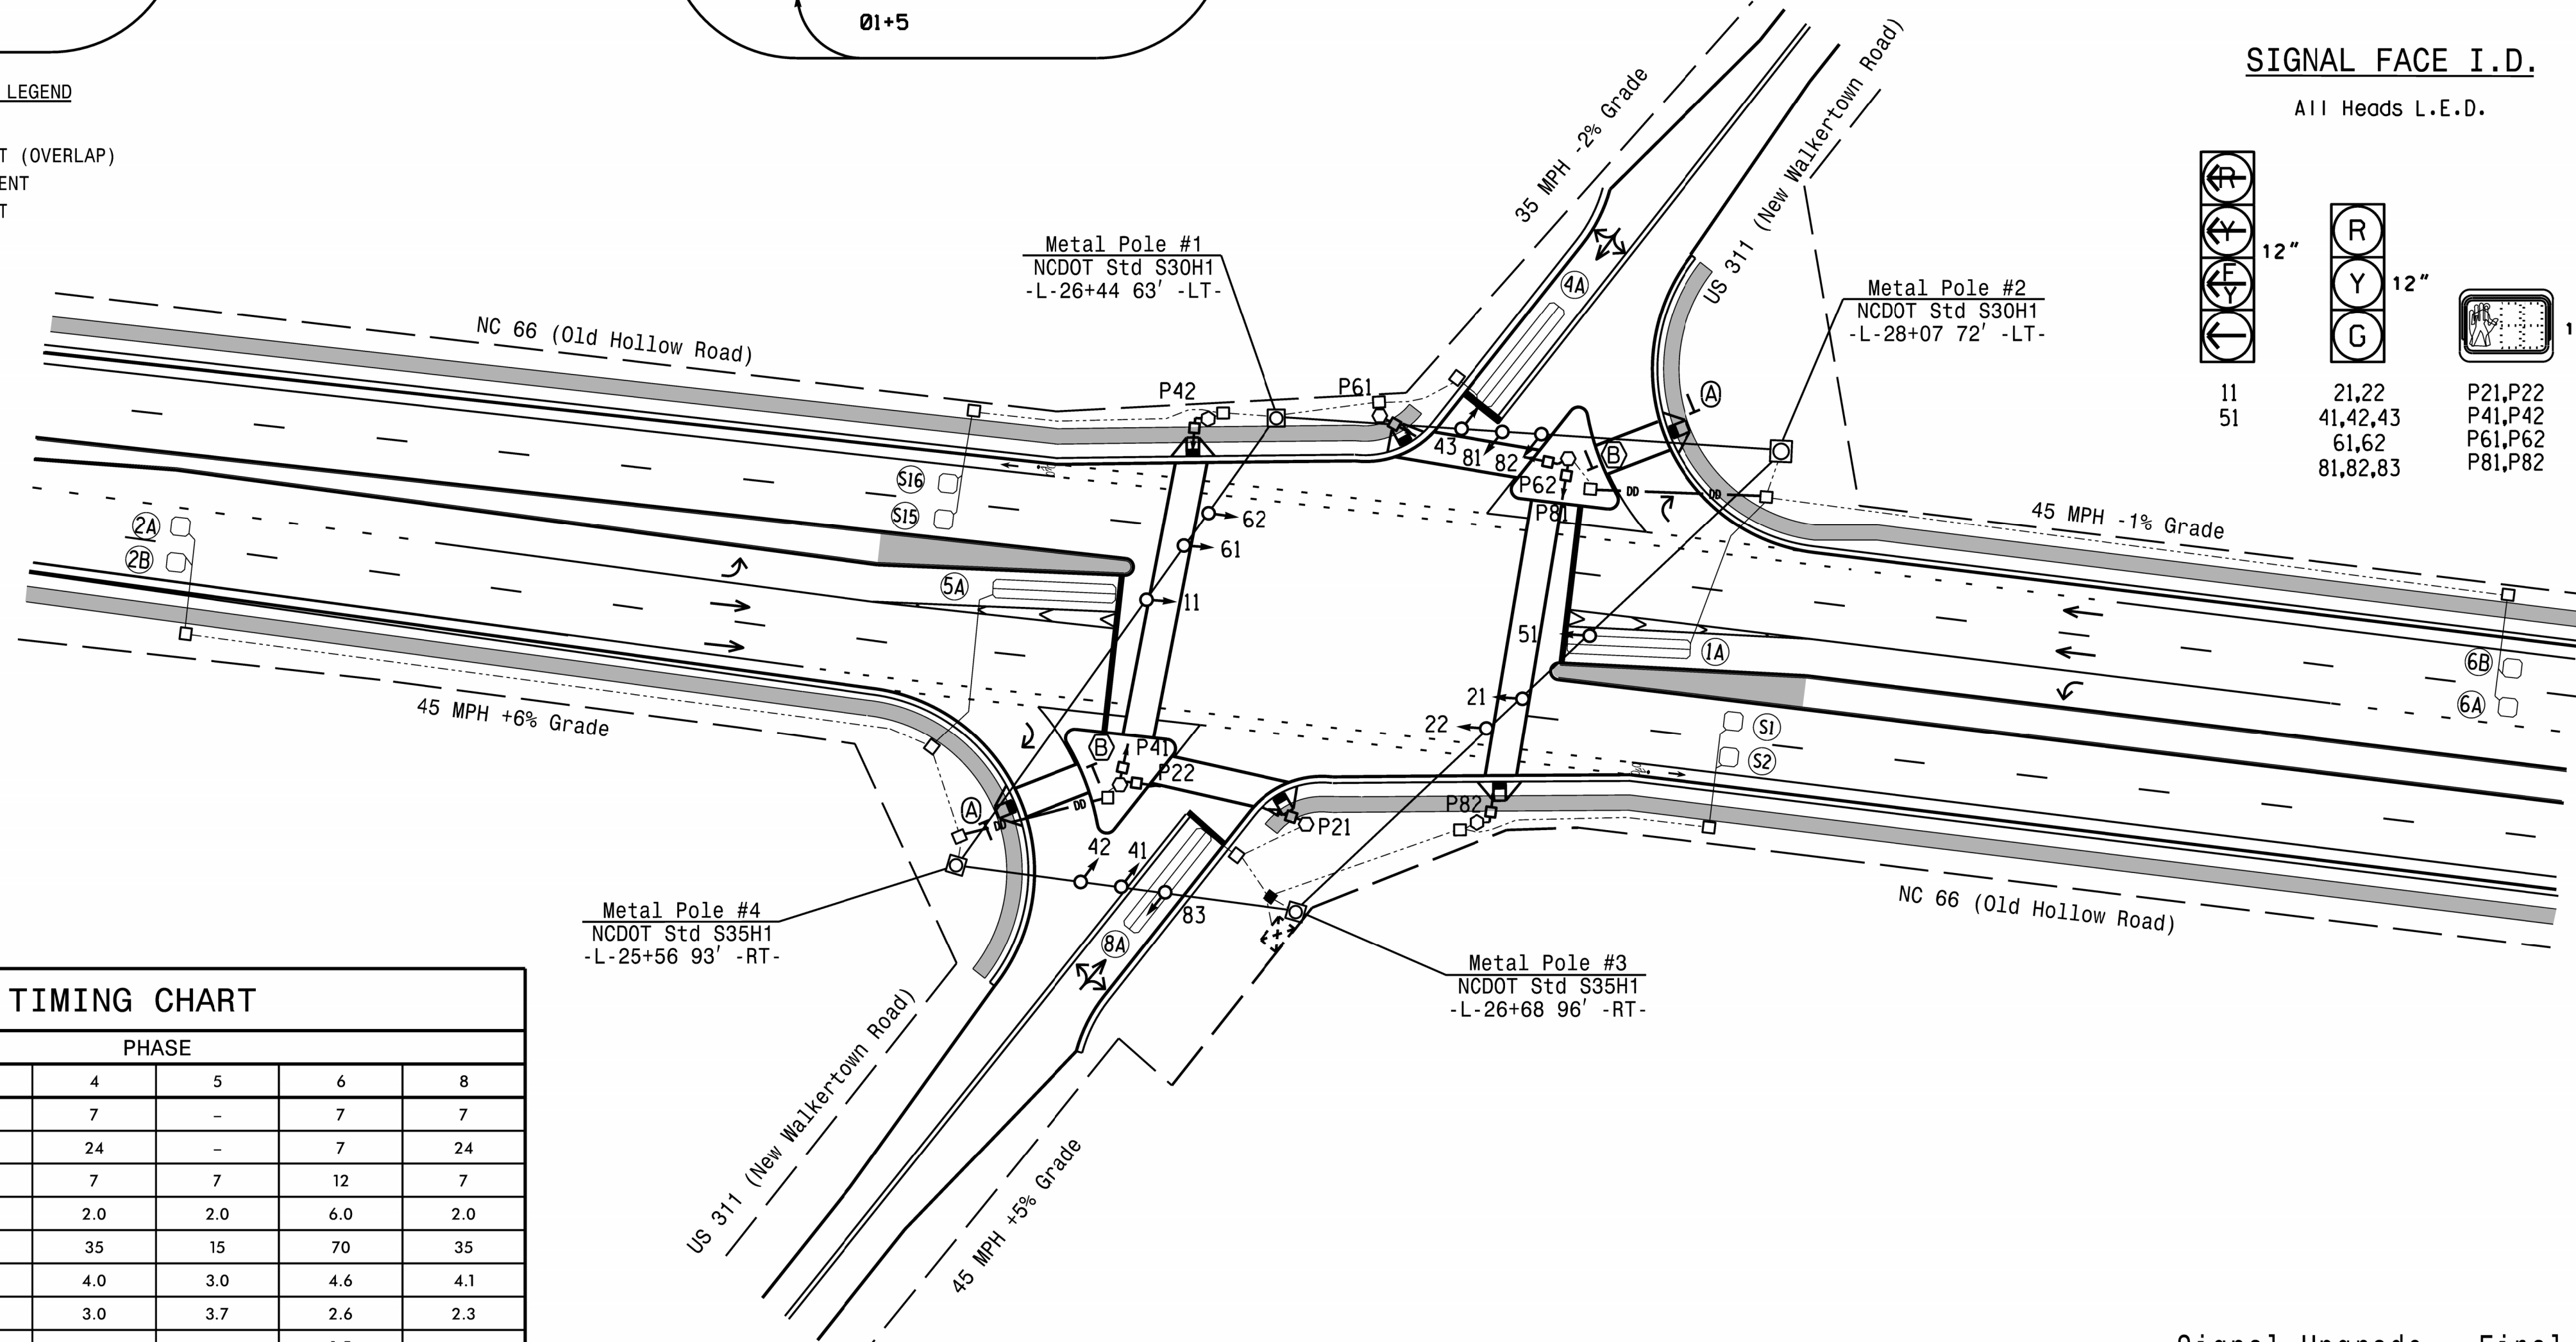 Ø1+5
LEGEND
T (OVERLAP)
ENT
T
SIGNAL FACE I.D.
All Heads L.E.D.
R
Y
F
Y
12"
R
Y
G
12"
1
11
51
21,22
41,42,43
61,62
81,82,83
P21,P22
P41,P42
P61,P62
P81,P82
35 MPH -2% Grade
US 311 (New Walkertown Road)
Metal Pole #1
NCDOT Std S30H1
-L-26+44 63' -LT-
Metal Pole #2
NCDOT Std S30H1
-L-28+07 72' -LT-
NC 66 (Old Hollow Road)
4A
P42
P61
A
43
81
82
B
P62
P81
DD
DD
S16
S15
62
61
11
2A
2B
5A
45 MPH -1% Grade
51
1A
6B
6A
21
22
S1
S2
45 MPH +6% Grade
B
P41
P22
DD
DD
A
P82
P21
42
41
83
8A
NC 66 (Old Hollow Road)
Metal Pole #4
NCDOT Std S35H1
-L-25+56 93' -RT-
Metal Pole #3
NCDOT Std S35H1
-L-26+68 96' -RT-
US 311 (New Walkertown Road)
45 MPH +5% Grade
TIMING CHART
PHASE
4 5 6 8
7 – 7 7
24 – 7 24
7 7 12 7
2.0 2.0 6.0 2.0
35 15 70 35
4.0 3.0 4.6 4.1
3.0 3.7 2.6 2.3
Signal Upgrade - Final